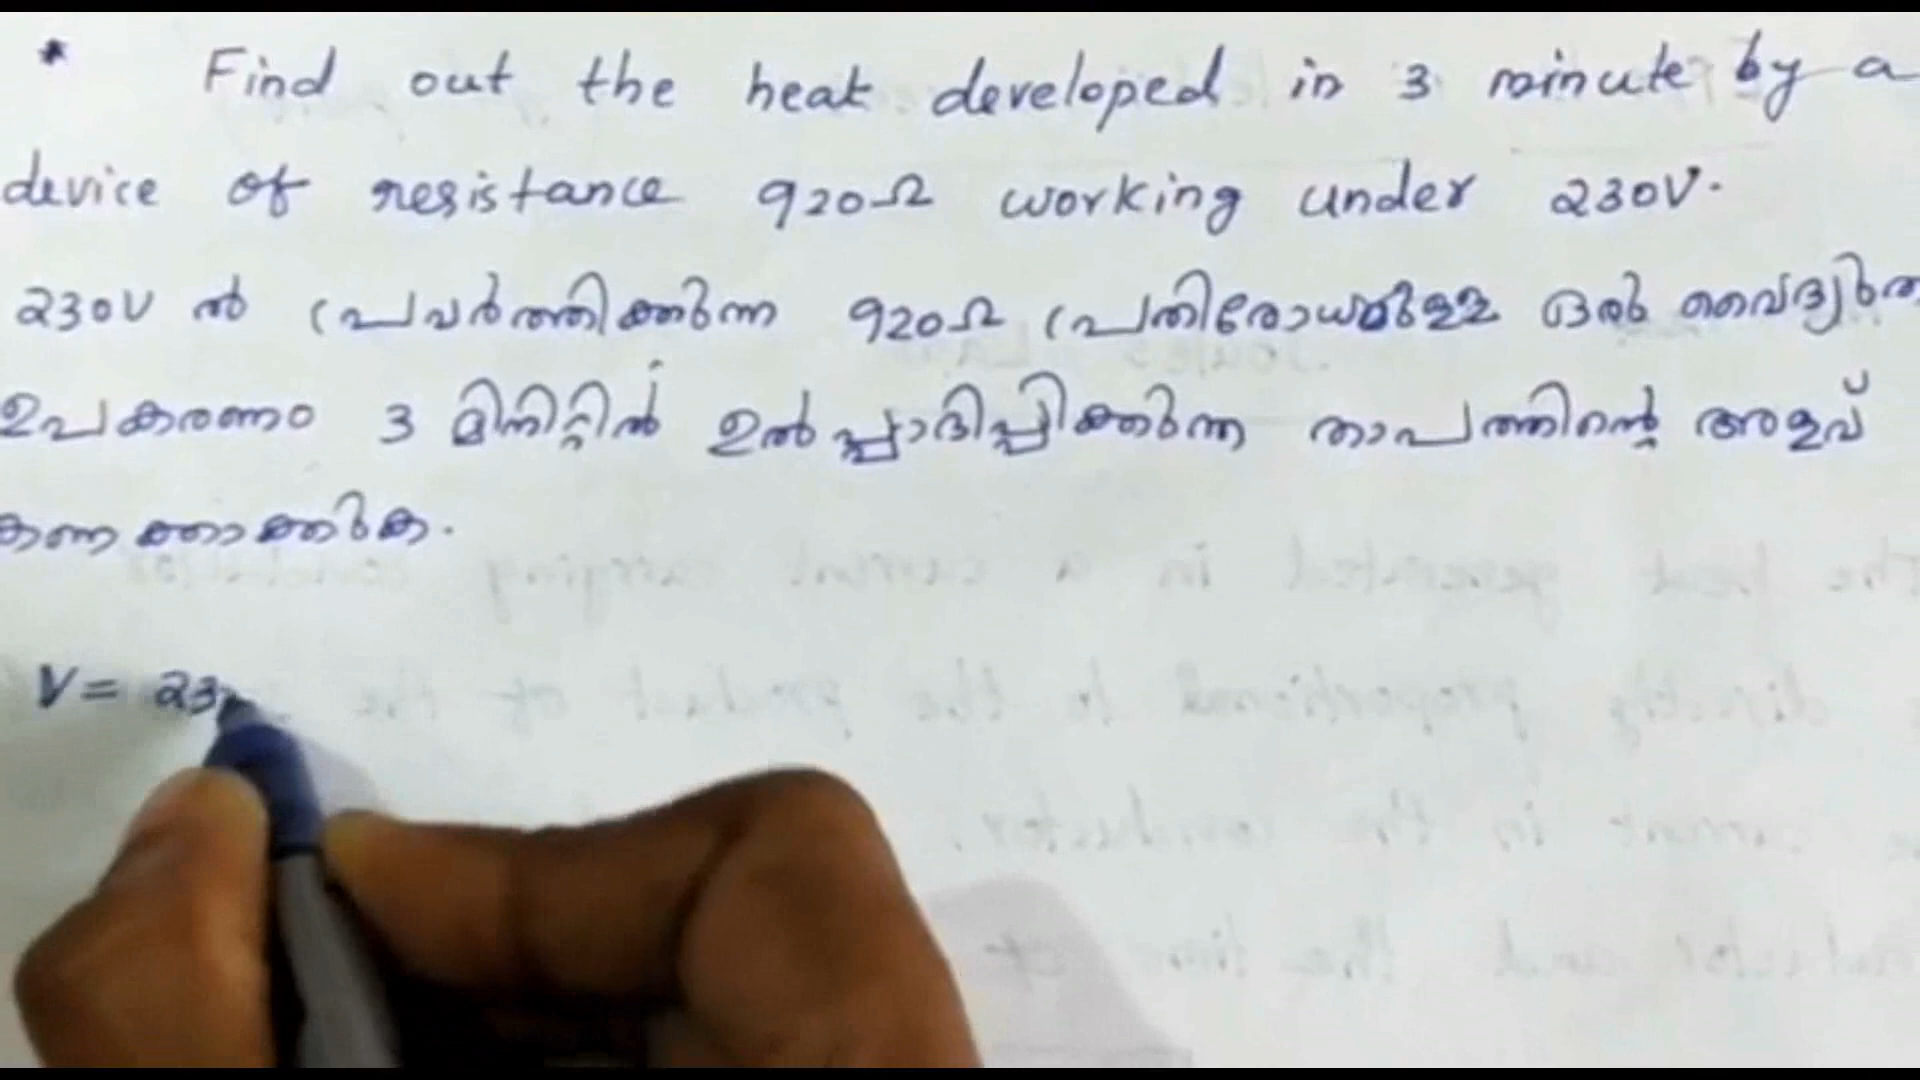 * Find out the heat developed in 3 minute by a
device of resistance 920Ω working under 230V.
230V ൽ പ്രവർത്തിക്കുന്ന 920Ω പ്രതിരോധമുള്ള ഒരു വൈദ്യുത
ഉപകരണം 3 മിനിറ്റിൽ ഉൽപ്പാദിപ്പിക്കുന്ന താപത്തിന്റെ അളവ്
കണക്കാക്കുക.
V = 23